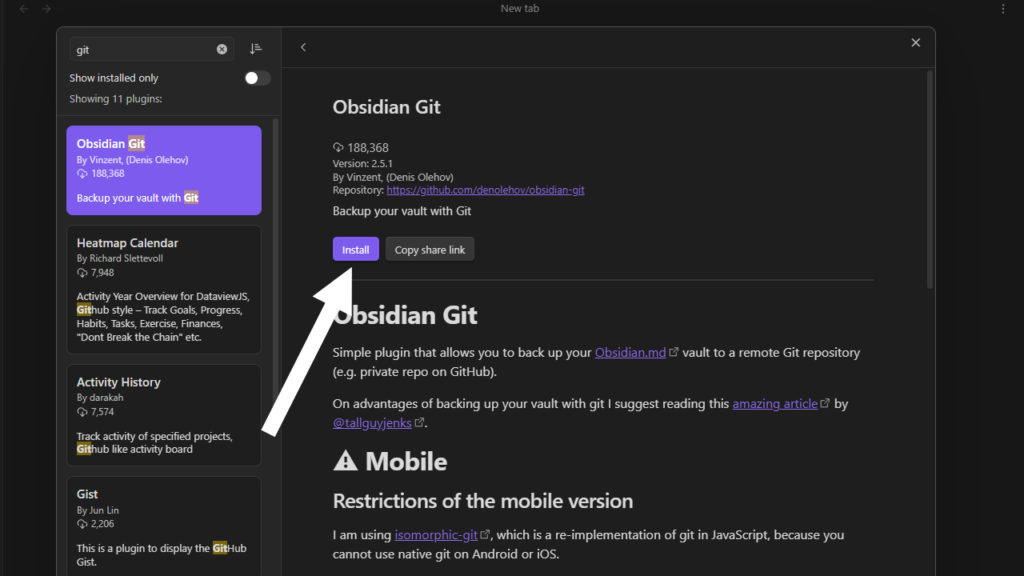 New tab
git
Show installed only
Showing 11 plugins:
Obsidian Git
By Vinzent, (Denis Olehov)
188,368
Backup your vault with Git
Heatmap Calendar
By Richard Slettevoll
7,948
Activity Year Overview for DataviewJS,
Github style – Track Goals, Progress,
Habits, Tasks, Exercise, Finances,
"Dont Break the Chain" etc.
Activity History
By darakah
7,574
Track activity of specified projects,
Github like activity board
Gist
By Jun Lin
2,206
This is a plugin to display the GitHub
Gist.
Obsidian Git
188,368
Version: 2.5.1
By Vinzent, (Denis Olehov)
Repository: https://github.com/denolehov/obsidian-git
Backup your vault with Git
Install
Copy share link
Obsidian Git
Simple plugin that allows you to back up your Obsidian.md vault to a remote Git repository
(e.g. private repo on GitHub).
On advantages of backing up your vault with git I suggest reading this amazing article by
@tallguyjenks.
⚠ Mobile
Restrictions of the mobile version
I am using isomorphic-git, which is a re-implementation of git in JavaScript, because you
cannot use native git on Android or iOS.